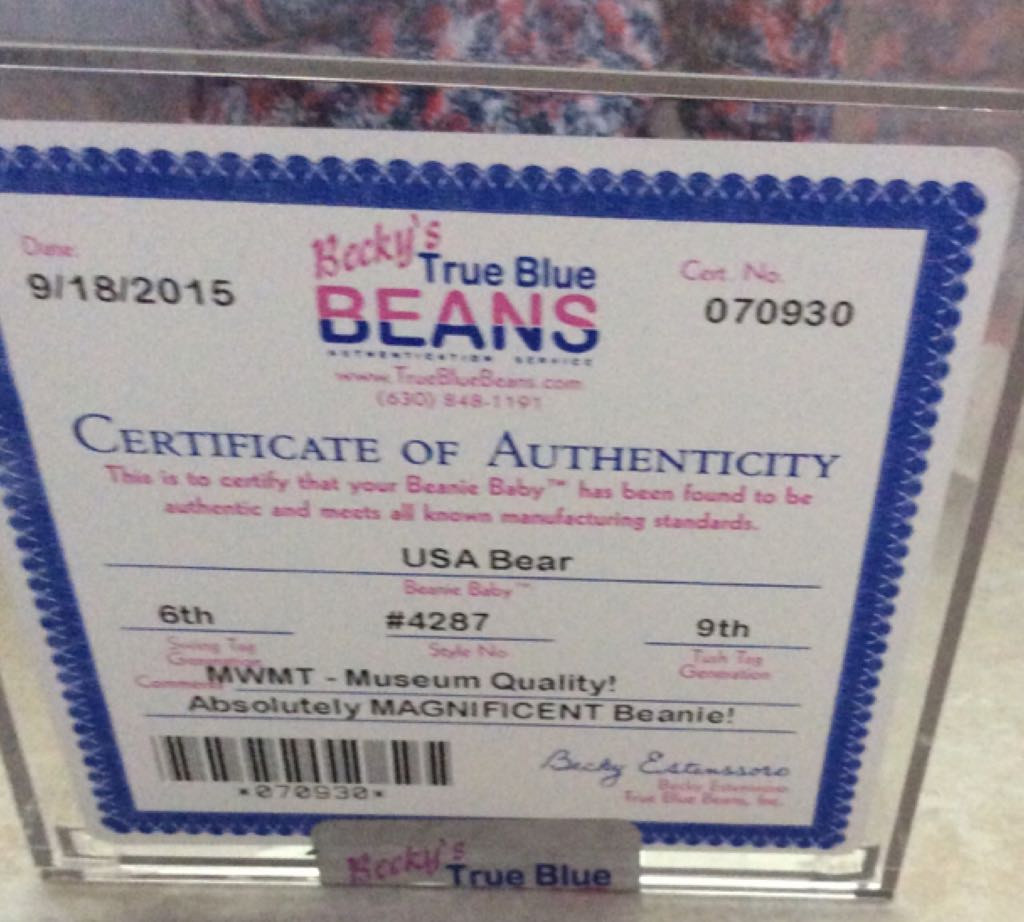 Date:
9/18/2015
Becky's
True Blue
BEANS
AUTHENTICATION SERVICE
www.TrueBlueBeans.com
(630) 848-1191
Cert. No.
070930
CERTIFICATE OF AUTHENTICITY
This is to certify that your Beanie Baby™ has been found to be
authentic and meets all known manufacturing standards.
USA Bear
Beanie Baby™
6th #4287 9th
Swing Tag Generation
Style No
Tush Tag
Generation
Comments MWMT - Museum Quality!
Absolutely MAGNIFICENT Beanie!
*070930*
Becky Estenssoro
Becky Estenssoro
True Blue Beans, Inc.
Becky's
True Blue